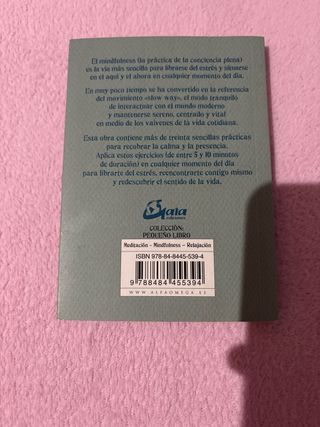 El mindfulness (la práctica de la conciencia plena)
es la vía más sencillo para librarse del estrés y situarse
en el aquí y el ahora en cualquier momento del día.
En muy poco tiempo se ha convertido en la referencia
del movimiento «slow way», el modo tranquilo
de interactuar con el mundo moderno
y mantenerse sereno, centrado y vital
en medio de los vaivenes de la vida cotidiana.
Esta obra contiene más de treinta sencillas prácticas
para recobrar la calma y la presencia.
Aplica estos ejercicios (de entre 5 y 10 minutos
de duración) en cualquier momento del día
para librarte del estrés, reencontrarte contigo mismo
y redescubrir el sentido de la vida.
Gaia
ediciones
COLECCIÓN:
PEQUEÑO LIBRO
Meditación – Mindfulness – Relajación
ISBN 978-84-8445-539-4
9 788484 455394
WWW.ALFAOMEGA.ES